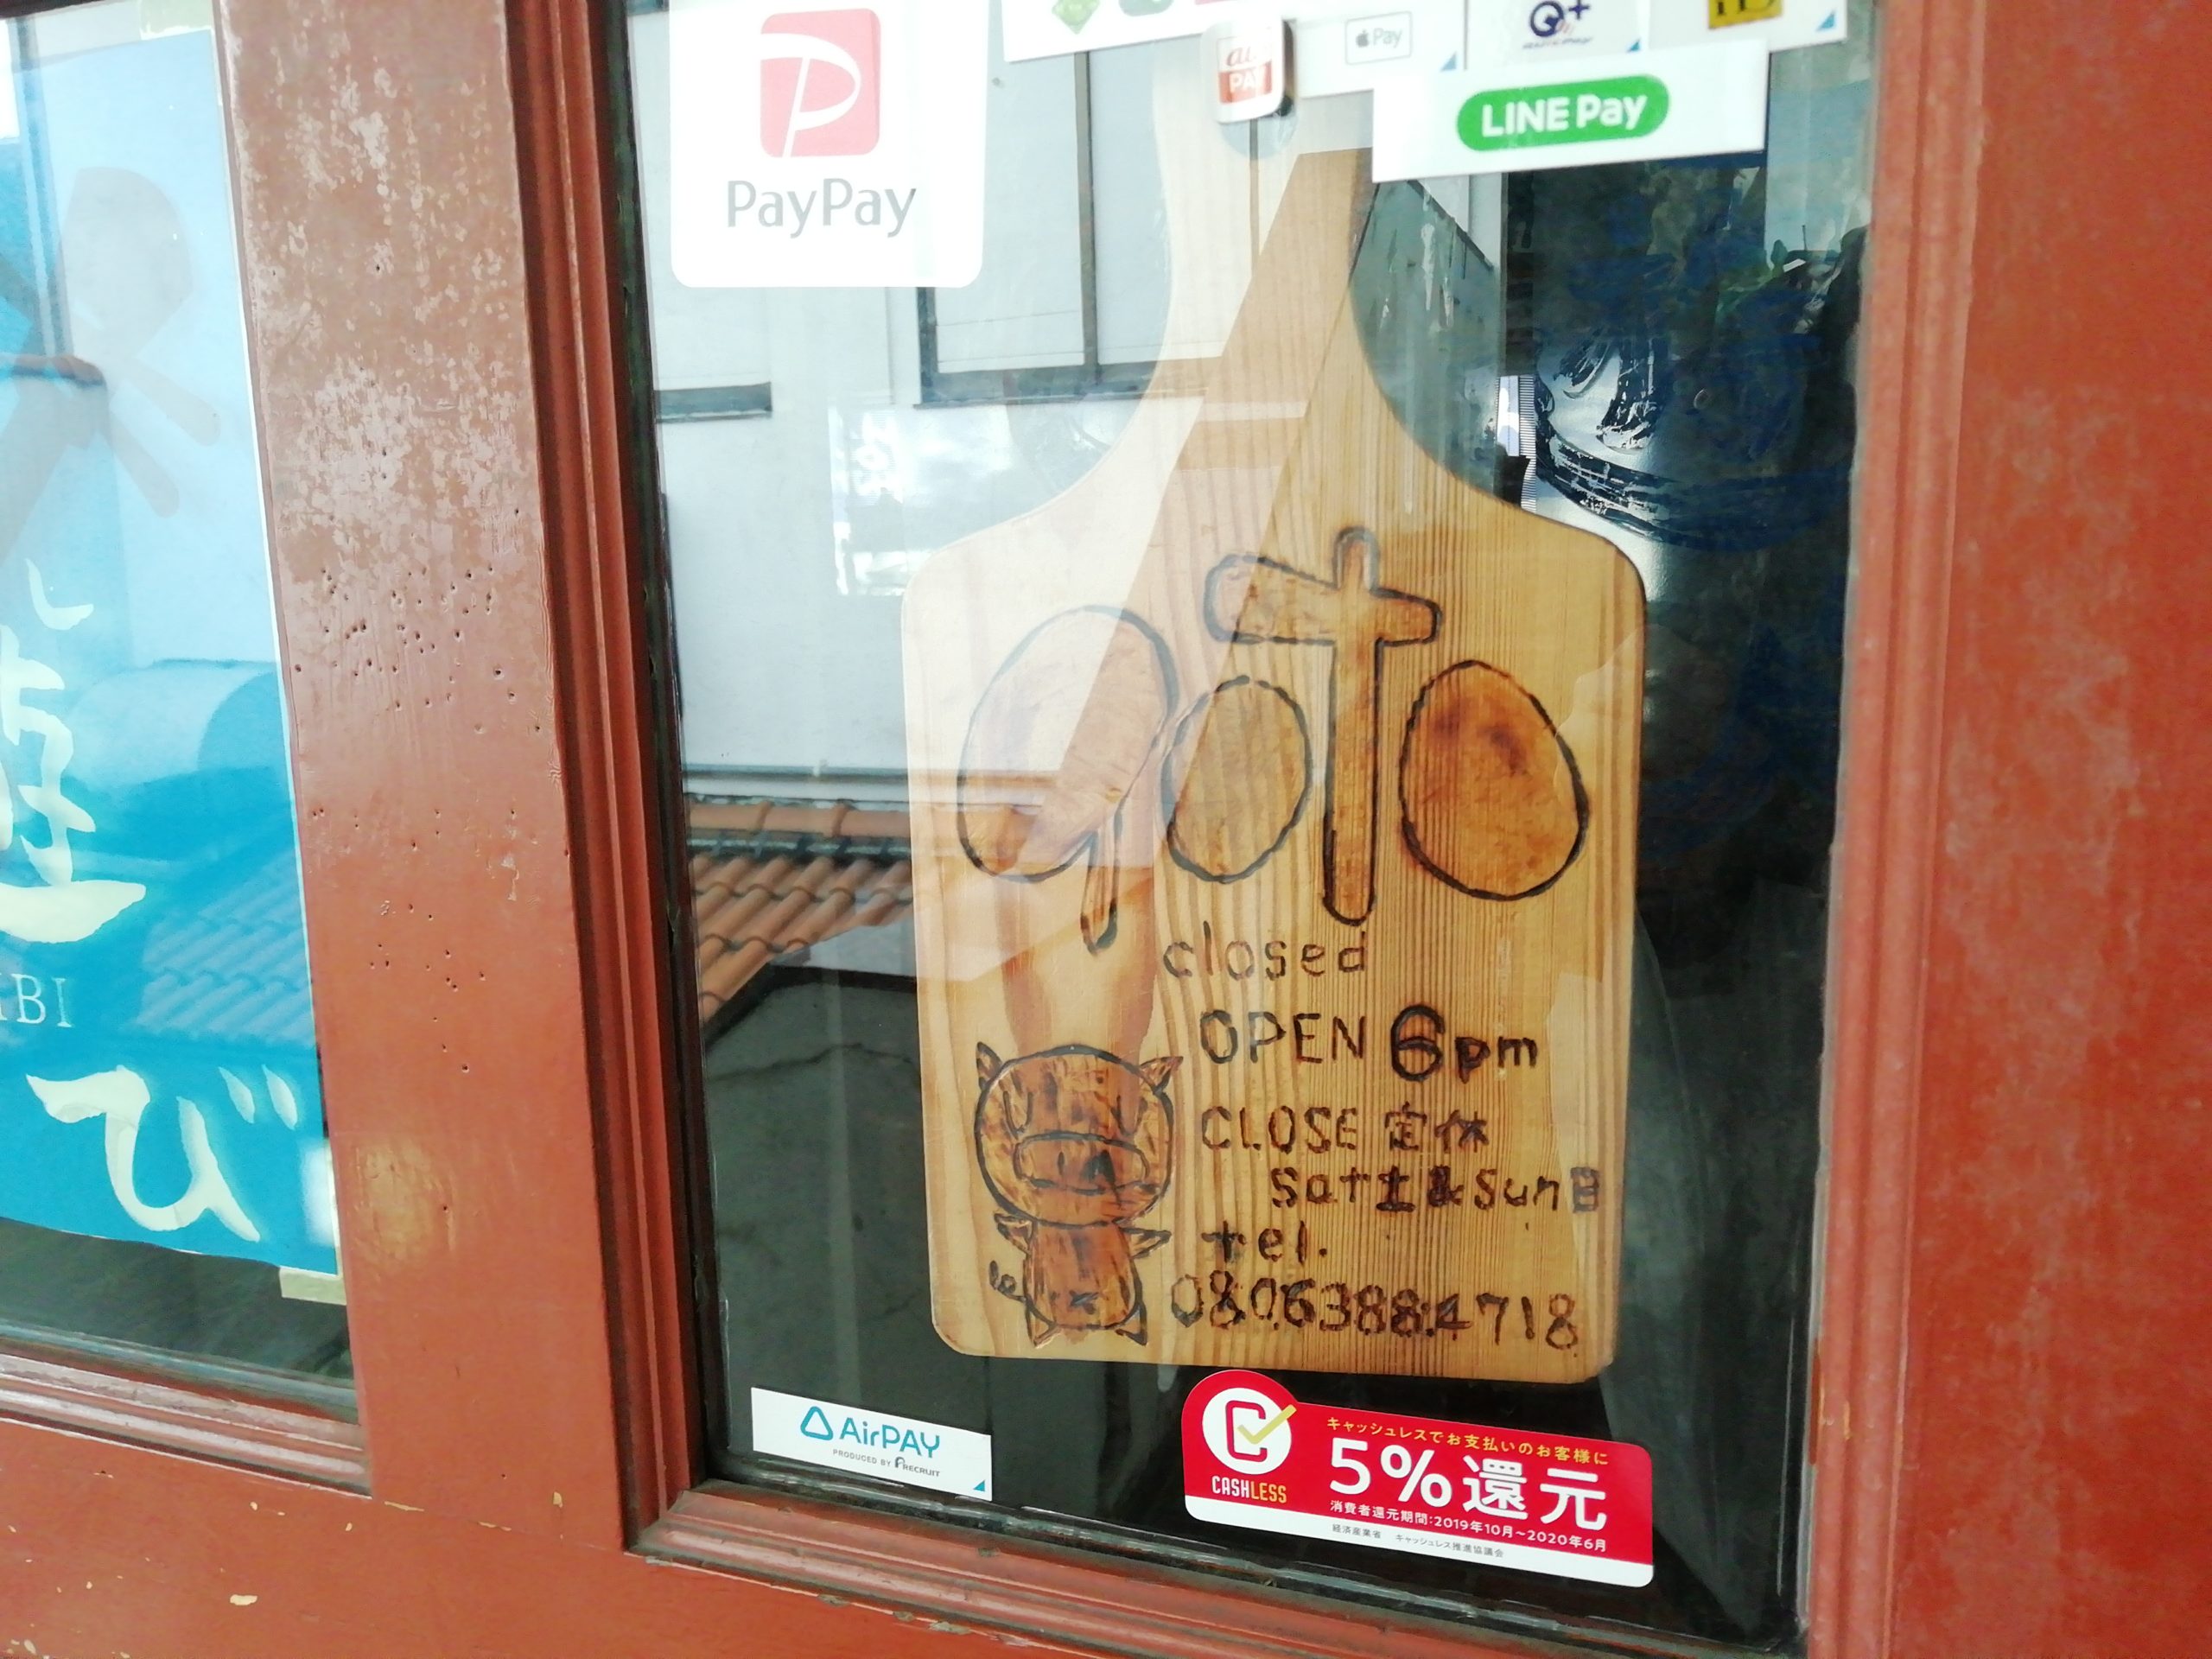 PayPay
au PAY
Pay
LINE Pay
closed
OPEN 6pm
CLOSE 定休
Sat土&Sun日
tel.
080.6388.4718
び
AirPAY
PRODUCED BY RECRUIT
CASHLESS
キャッシュレスでお支払いのお客様に
5%還元
消費者還元期間:2019年10月~2020年6月
経済産業省 キャッシュレス推進協議会